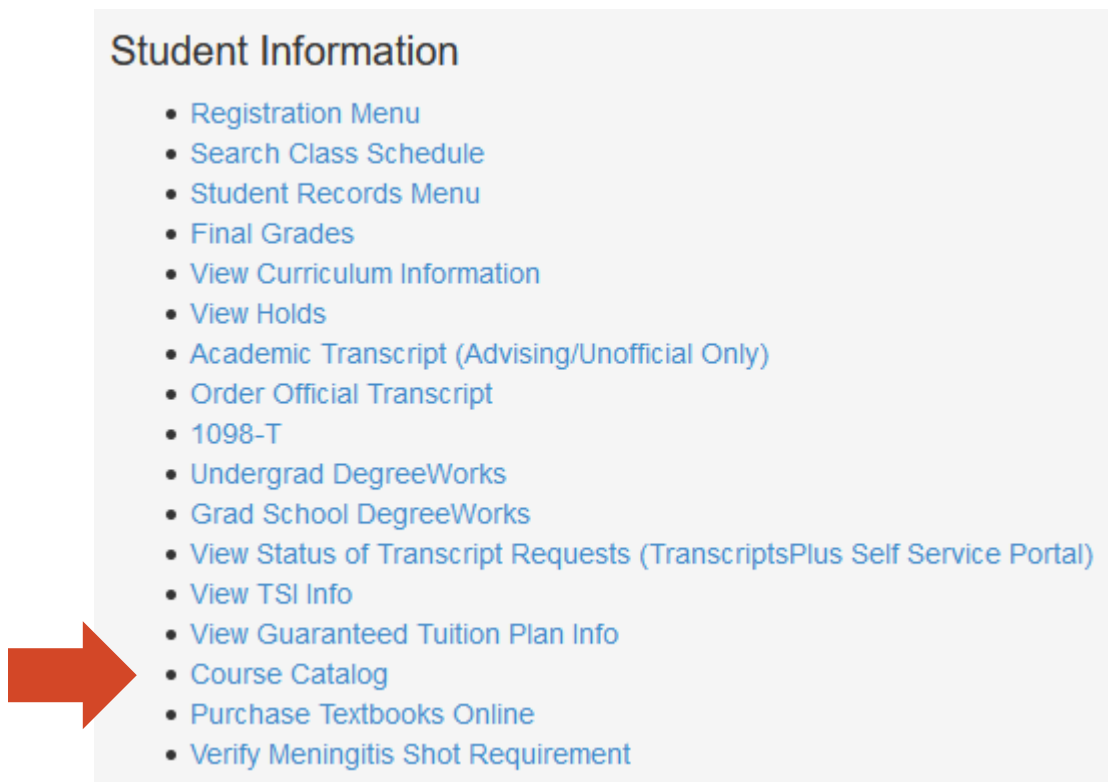 Student Information
Registration Menu
Search Class Schedule
Student Records Menu
Final Grades
View Curriculum Information
View Holds
Academic Transcript (Advising/Unofficial Only)
Order Official Transcript
1098-T
Undergrad DegreeWorks
Grad School DegreeWorks
View Status of Transcript Requests (TranscriptsPlus Self Service Portal)
View TSI Info
View Guaranteed Tuition Plan Info
Course Catalog
Purchase Textbooks Online
Verify Meningitis Shot Requirement